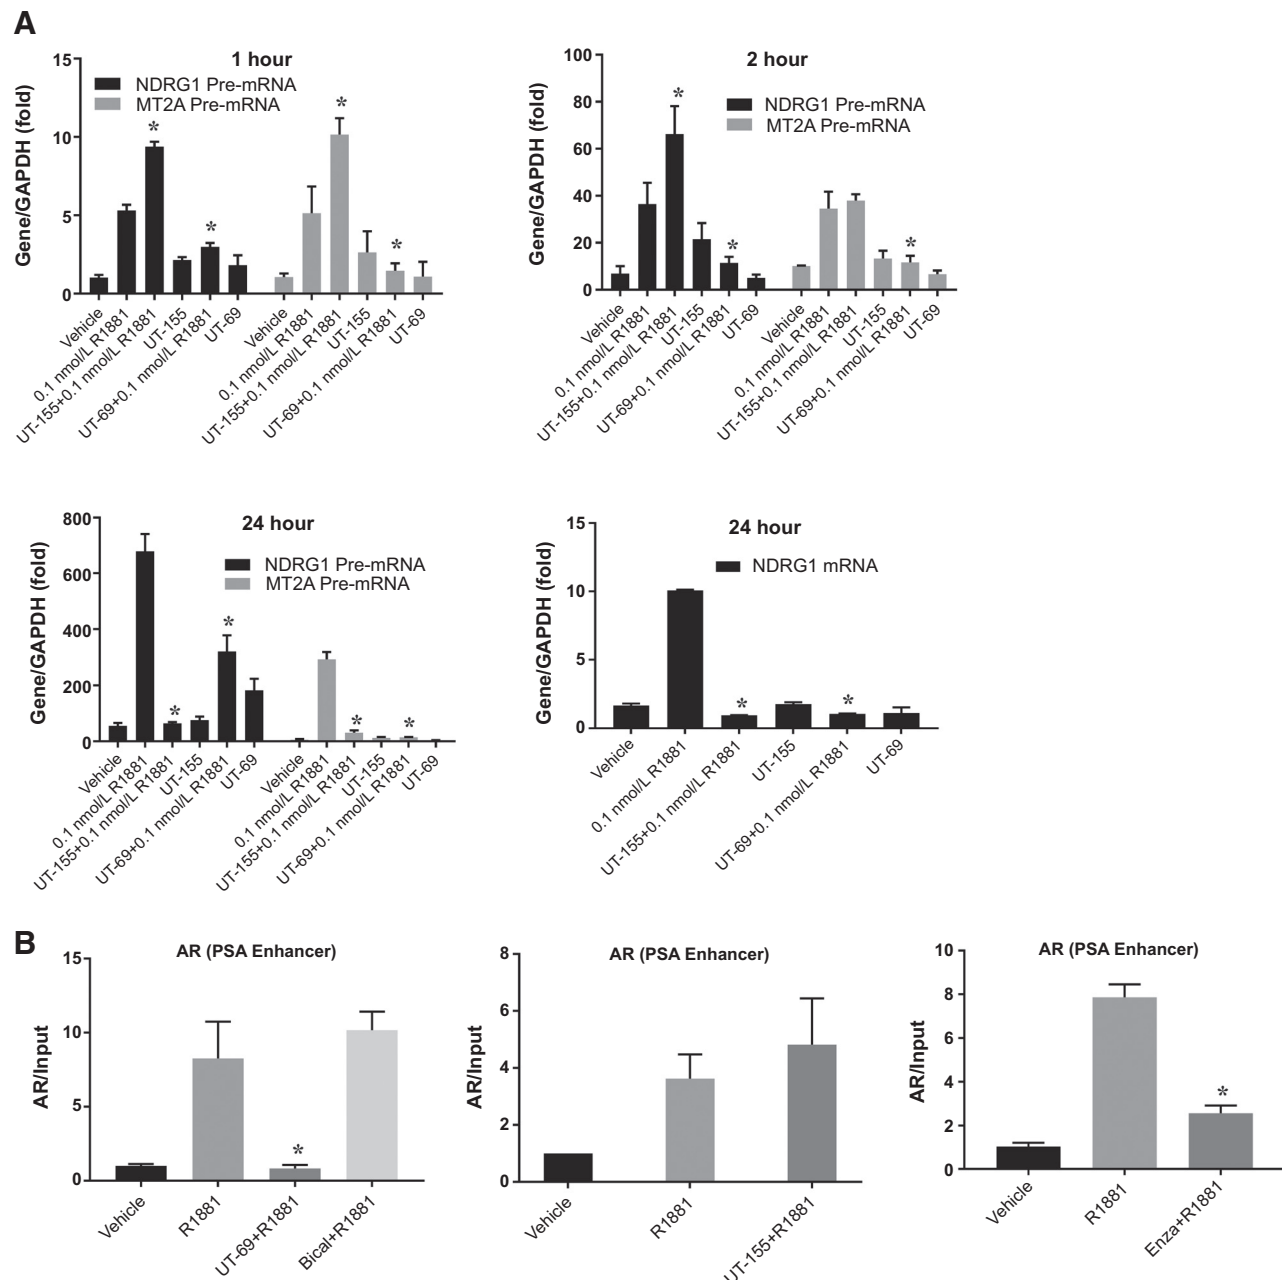 A
1 hour
15
10
5
0
Gene/GAPDH (fold)
NDRG1 Pre-mRNA
MT2A Pre-mRNA
*
*
*
*
Vehicle
0.1 nmol/L R1881
UT-155+0.1 nmol/L R1881
UT-155
UT-69+0.1 nmol/L R1881
UT-69
Vehicle
0.1 nmol/L R1881
UT-155+0.1 nmol/L R1881
UT-155
UT-69+0.1 nmol/L R1881
UT-69
2 hour
100
80
60
40
20
0
Gene/GAPDH (fold)
NDRG1 Pre-mRNA
MT2A Pre-mRNA
*
*
*
Vehicle
0.1 nmol/L R1881
UT-155+0.1 nmol/L R1881
UT-155
UT-69+0.1 nmol/L R1881
UT-69
Vehicle
0.1 nmol/L R1881
UT-155+0.1 nmol/L R1881
UT-155
UT-69+0.1 nmol/L R1881
UT-69
24 hour
800
600
400
200
0
Gene/GAPDH (fold)
NDRG1 Pre-mRNA
MT2A Pre-mRNA
*
*
*
*
Vehicle
0.1 nmol/L R1881
UT-155+0.1 nmol/L R1881
UT-155
UT-69+0.1 nmol/L R1881
UT-69
Vehicle
0.1 nmol/L R1881
UT-155+0.1 nmol/L R1881
UT-155
UT-69+0.1 nmol/L R1881
UT-69
24 hour
15
10
5
0
Gene/GAPDH (fold)
NDRG1 mRNA
*
*
Vehicle
0.1 nmol/L R1881
UT-155+0.1 nmol/L R1881
UT-155
UT-69+0.1 nmol/L R1881
UT-69
B
AR (PSA Enhancer)
15
10
5
0
AR/Input
*
Vehicle
R1881
UT-69+R1881
Bical+R1881
AR (PSA Enhancer)
8
6
4
2
0
AR/Input
Vehicle
R1881
UT-155+R1881
AR (PSA Enhancer)
10
8
6
4
2
0
AR/Input
*
Vehicle
R1881
Enza+R1881